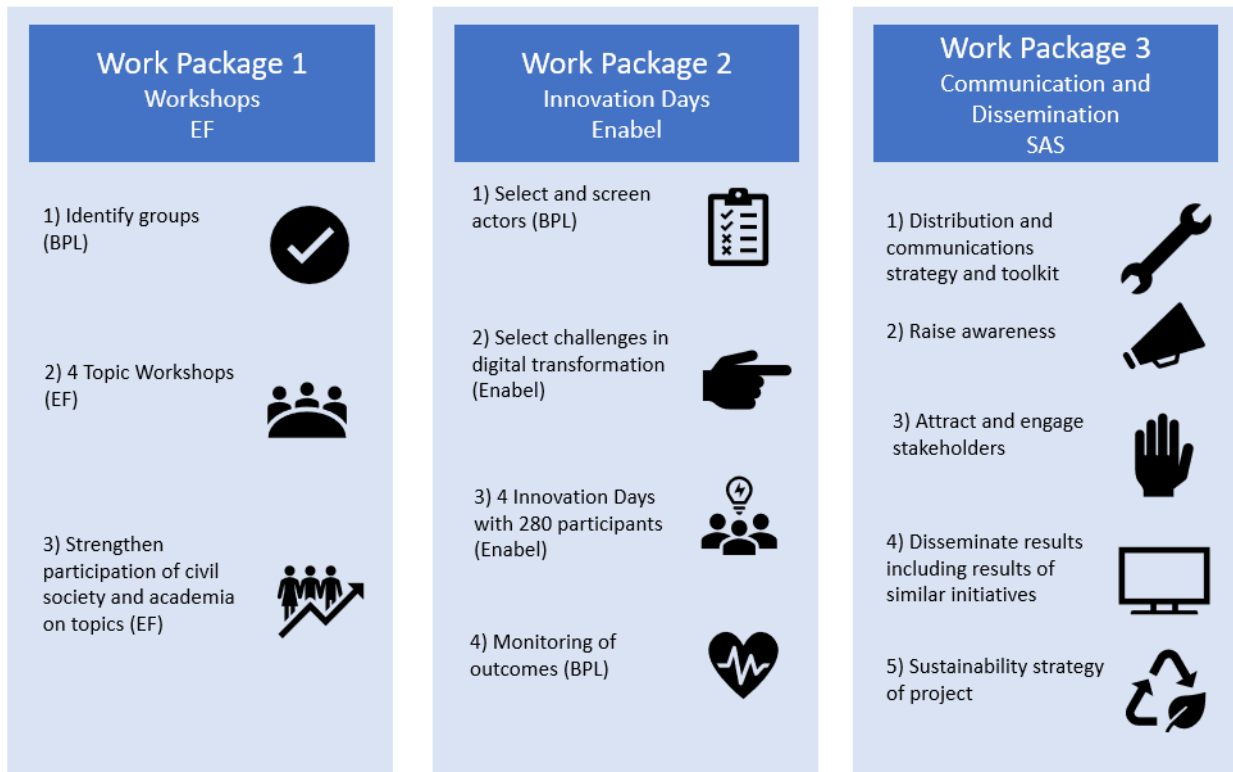 Work Package 1
Workshops
EF
1) Identify groups
(BPL)
2) 4 Topic Workshops
(EF)
3) Strengthen
participation of civil
society and academia
on topics (EF)
Work Package 2
Innovation Days
Enabel
1) Select and screen
actors (BPL)
2) Select challenges in
digital transformation
(Enabel)
3) 4 Innovation Days
with 280 participants
(Enabel)
4) Monitoring of
outcomes (BPL)
Work Package 3
Communication and
Dissemination
SAS
1) Distribution and
communications
strategy and toolkit
2) Raise awareness
3) Attract and engage
stakeholders
4) Disseminate results
including results of
similar initiatives
5) Sustainability strategy
of project